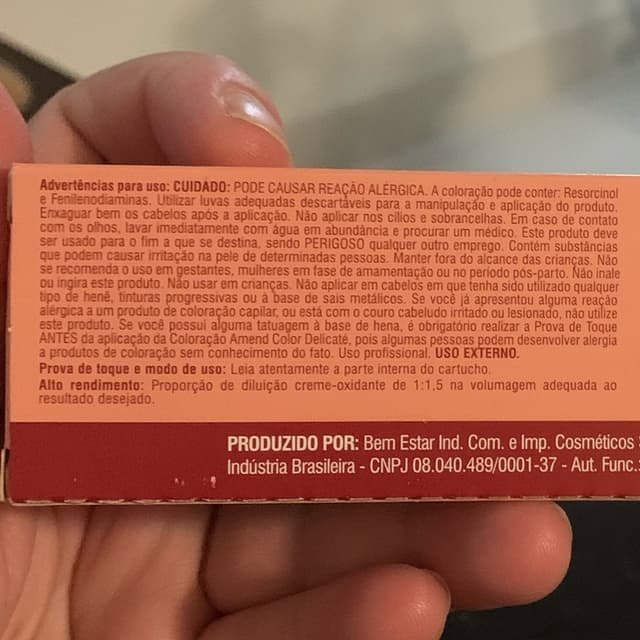 Advertências para uso: CUIDADO: PODE CAUSAR REAÇÃO ALÉRGICA. A coloração pode conter: Resorcinol
e Fenilenodiaminas. Utilizar luvas adequadas descartáveis para a manipulação e aplicação do produto.
Enxaguar bem os cabelos após a aplicação. Não aplicar nos cílios e sobrancelhas. Em caso de contato
com os olhos, lavar imediatamente com água em abundância e procurar um médico. Este produto deve
ser usado para o fim a que se destina, sendo PERIGOSO qualquer outro emprego. Contém substâncias
que podem causar irritação na pele de determinadas pessoas. Manter fora do alcance das crianças. Não
se recomenda o uso em gestantes, mulheres em fase de amamentação ou no período pós-parto. Não inale
ou ingira este produto. Não usar em crianças. Não aplicar em cabelos em que tenha sido utilizado qualquer
tipo de henê, tinturas progressivas ou à base de sais metálicos. Se você já apresentou alguma reação
alérgica a um produto de coloração capilar, ou está com o couro cabeludo irritado ou lesionado, não utilize
este produto. Se você possui alguma tatuagem à base de hena, é obrigatório realizar a Prova de Toque
ANTES da aplicação da Coloração Amend Color Delicaté, pois algumas pessoas podem desenvolver alergia
a produtos de coloração sem conhecimento do fato. Uso profissional. USO EXTERNO.
Prova de toque e modo de uso: Leia atentamente a parte interna do cartucho.
Alto rendimento: Proporção de diluição creme-oxidante de 1:1,5 na volumagem adequada ao
resultado desejado.
PRODUZIDO POR: Bem Estar Ind. Com. e Imp. Cosméticos
Indústria Brasileira - CNPJ 08.040.489/0001-37 - Aut. Func.: